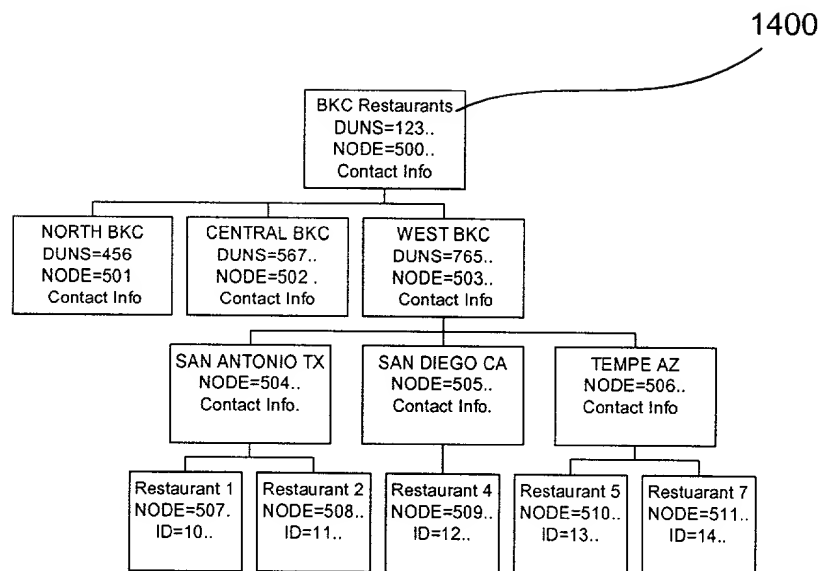 1400
BKC Restaurants
DUNS=123..
NODE=500..
Contact Info
NORTH BKC
DUNS=456
NODE=501
Contact Info
CENTRAL BKC
DUNS=567..
NODE=502 .
Contact Info
WEST BKC
DUNS=765..
NODE=503..
Contact Info
SAN ANTONIO TX
NODE=504..
Contact Info.
SAN DIEGO CA
NODE=505..
Contact Info.
TEMPE AZ
NODE=506..
Contact Info
Restaurant 1
NODE=507.
ID=10..
Restaurant 2
NODE=508..
ID=11..
Restaurant 4
NODE=509..
ID=12..
Restaurant 5
NODE=510..
ID=13..
Restuarant 7
NODE=511..
ID=14..